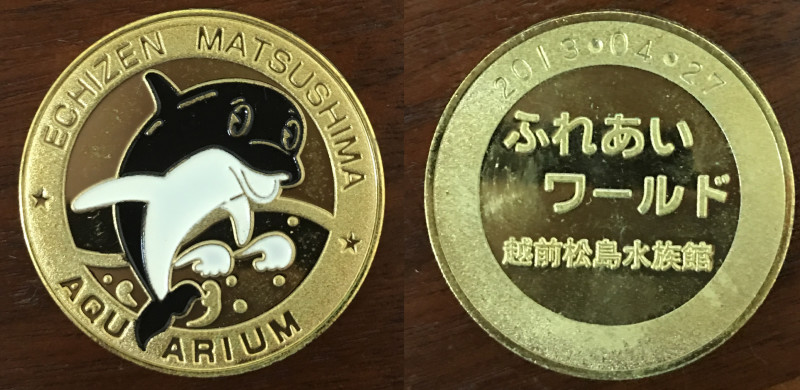 ECHIZEN MATSUSHIMA
AQUARIUM
2013・04・27
ふれあい
ワールド
越前松島水族館